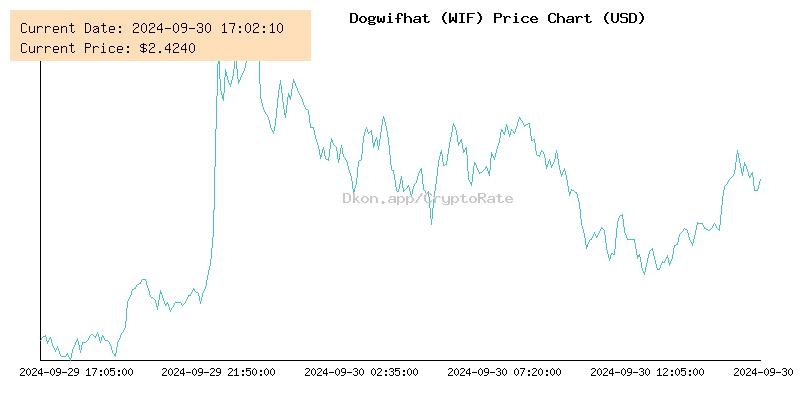 Dogwifhat (WIF) Price Chart (USD)
Current Date: 2024-09-30 17:02:10
Current Price: $2.4240
Dkon.app/CryptoRate
2024-09-29 17:05:00 2024-09-29 21:50:00 2024-09-30 02:35:00 2024-09-30 07:20:00 2024-09-30 12:05:00 2024-09-30